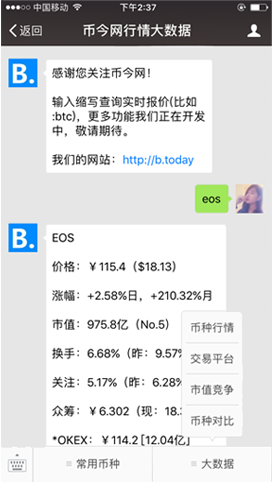 中国移动
下午2:37
返回
币今网行情大数据
B.
感谢您关注币今网！
输入缩写查询实时报价(比如
:btc)，更多功能我们正在开发
中，敬请期待。
我们的网站：http://b.today
eos
B.
EOS
价格：￥115.4（$18.13)
涨幅：+2.58%日，+210.32%月
市值：975.8亿（No.5）
换手：6.68%（昨：9.57%
关注：5.17%（昨：6.28%
众筹：￥6.302（现：18.
*OKEX：￥114.2 [12.04亿]
币种行情
交易平台
市值竞争
币种对比
常用币种
大数据